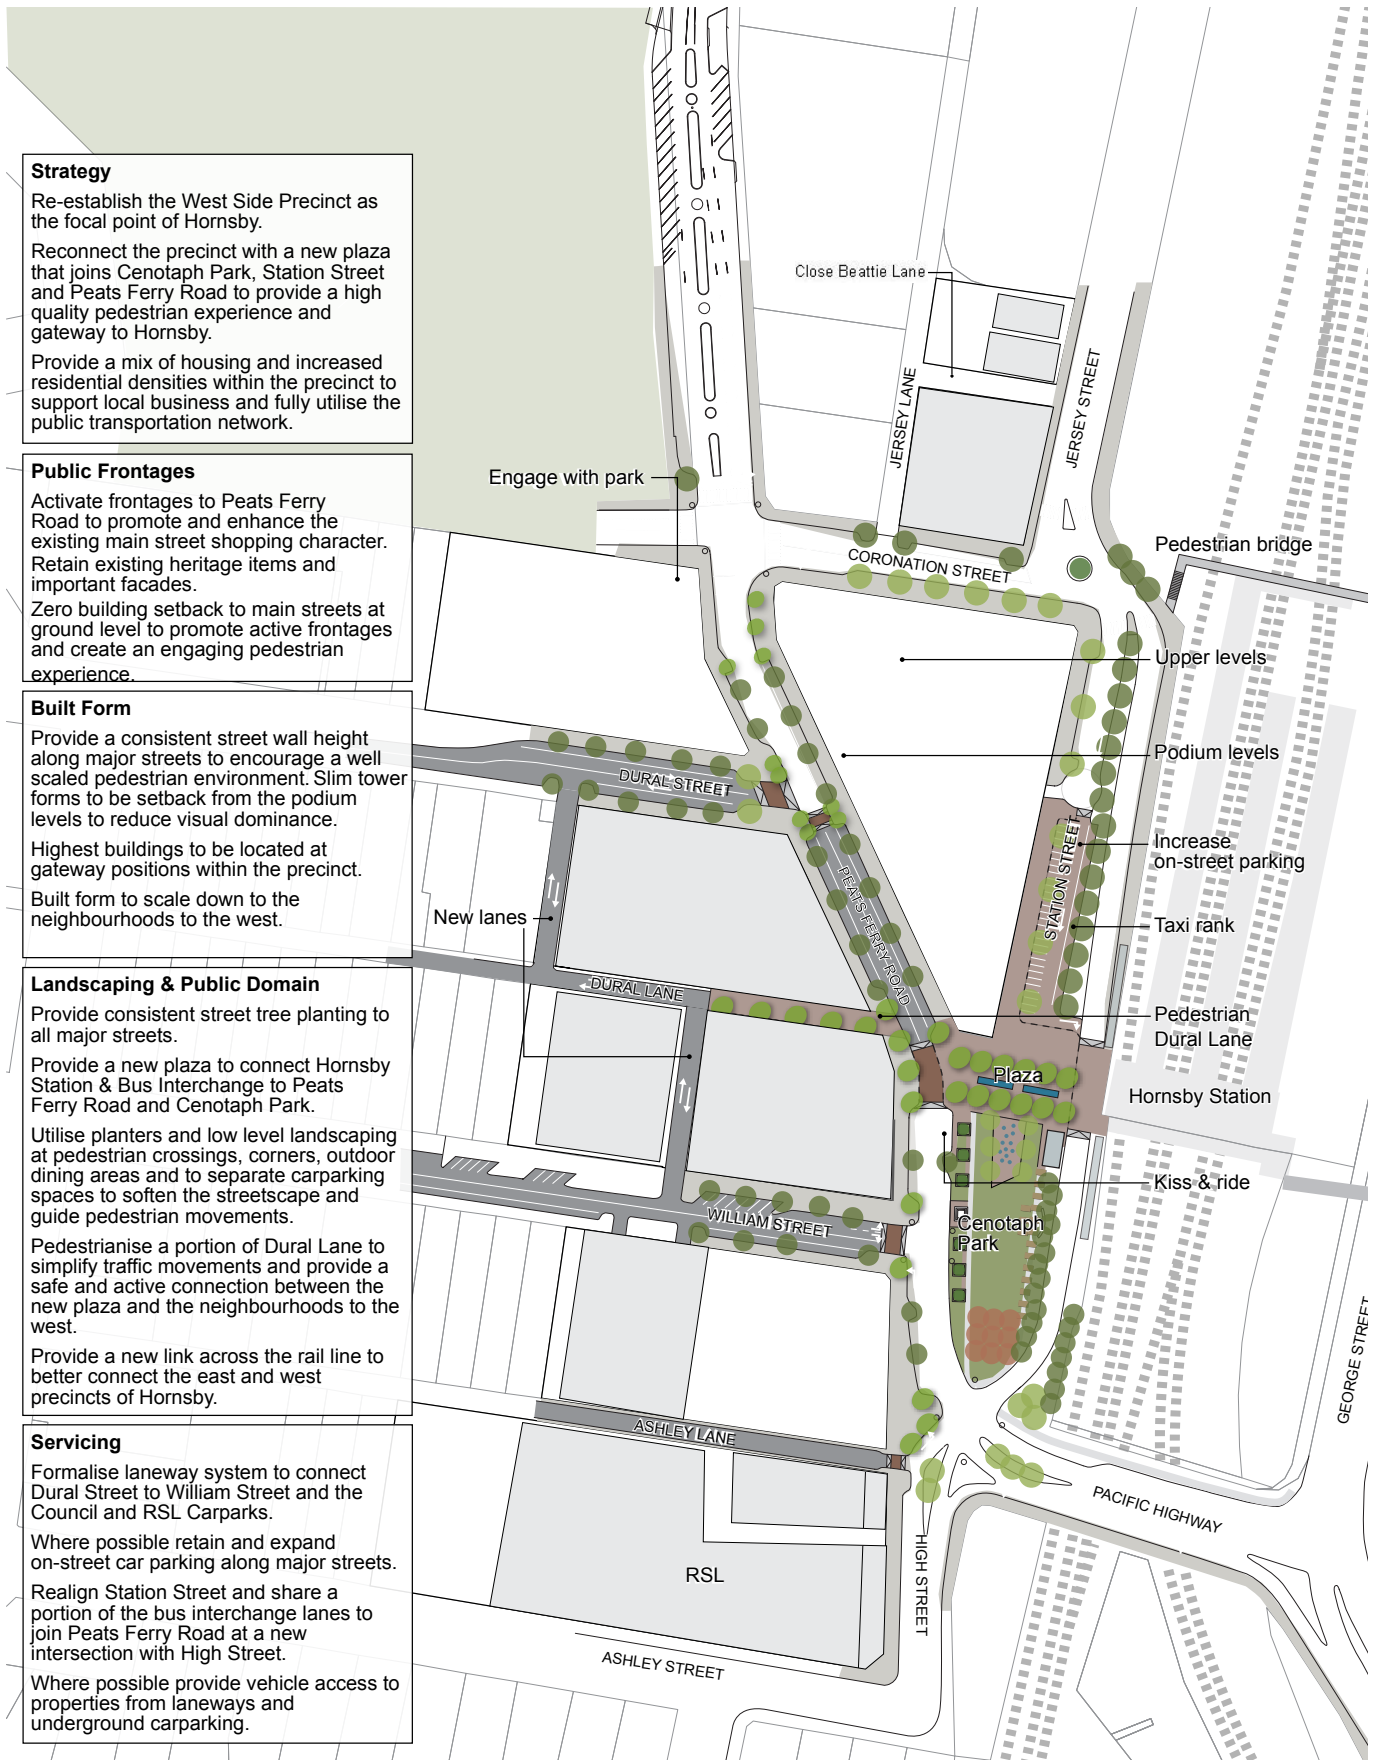 Strategy
Re-establish the West Side Precinct as
the focal point of Hornsby.
Reconnect the precinct with a new plaza
that joins Cenotaph Park, Station Street
and Peats Ferry Road to provide a high
quality pedestrian experience and
gateway to Hornsby.
Provide a mix of housing and increased
residential densities within the precinct to
support local business and fully utilise the
public transportation network.
Public Frontages
Activate frontages to Peats Ferry
Road to promote and enhance the
existing main street shopping character.
Retain existing heritage items and
important facades.
Zero building setback to main streets at
ground level to promote active frontages
and create an engaging pedestrian
experience.
Built Form
Provide a consistent street wall height
along major streets to encourage a well
scaled pedestrian environment. Slim tower
forms to be setback from the podium
levels to reduce visual dominance.
Highest buildings to be located at
gateway positions within the precinct.
Built form to scale down to the
neighbourhoods to the west.
Landscaping & Public Domain
Provide consistent street tree planting to
all major streets.
Provide a new plaza to connect Hornsby
Station & Bus Interchange to Peats
Ferry Road and Cenotaph Park.
Utilise planters and low level landscaping
at pedestrian crossings, corners, outdoor
dining areas and to separate carparking
spaces to soften the streetscape and
guide pedestrian movements.
Pedestrianise a portion of Dural Lane to
simplify traffic movements and provide a
safe and active connection between the
new plaza and the neighbourhoods to the
west.
Provide a new link across the rail line to
better connect the east and west
precincts of Hornsby.
Servicing
Formalise laneway system to connect
Dural Street to William Street and the
Council and RSL Carparks.
Where possible retain and expand
on-street car parking along major streets.
Realign Station Street and share a
portion of the bus interchange lanes to
join Peats Ferry Road at a new
intersection with High Street.
Where possible provide vehicle access to
properties from laneways and
underground carparking.
Close Beattie Lane
JERSEY LANE
JERSEY STREET
Engage with park
CORONATION STREET
Pedestrian bridge
Upper levels
Podium levels
DURAL STREET
Increase
on-street parking
STATION STREET
PEATS FERRY ROAD
New lanes
Taxi rank
DURAL LANE
Pedestrian
Dural Lane
Plaza
Hornsby Station
Kiss & ride
WILLIAM STREET
Cenotaph
Park
GEORGE STREET
ASHLEY LANE
PACIFIC HIGHWAY
HIGH STREET
RSL
ASHLEY STREET